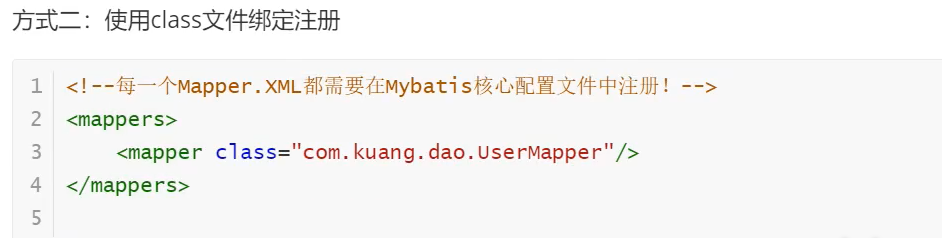 方式二：使用class文件绑定注册
1 <!--每一个Mapper.XML都需要在Mybatis核心配置文件中注册！-->
2 <mappers>
3     <mapper class="com.kuang.dao.UserMapper"/>
4 </mappers>
5